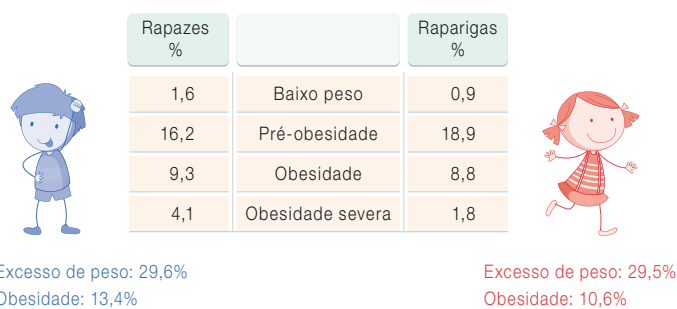 Rapazes
%
Raparigas
%
1,6 Baixo peso 0,9
16,2 Pré-obesidade 18,9
9,3 Obesidade 8,8
4,1 Obesidade severa 1,8
Excesso de peso: 29,6%
Obesidade: 13,4%
Excesso de peso: 29,5%
Obesidade: 10,6%